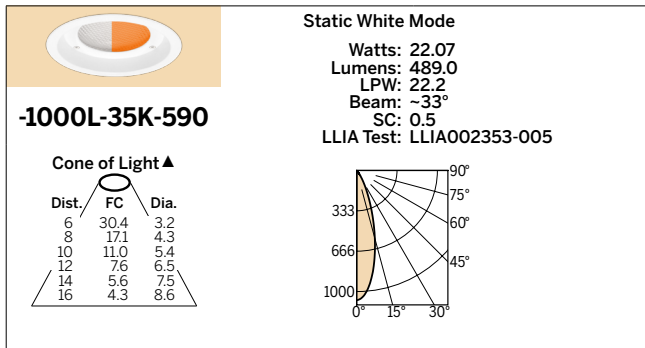 -1000L-35K-590
Cone of Light▲
Dist. FC Dia.
6 30.4 3.2
8 17.1 4.3
10 11.0 5.4
12 7.6 6.5
14 5.6 7.5
16 4.3 8.6
Static White Mode
Watts: 22.07
Lumens: 489.0
LPW: 22.2
Beam: ~33°
SC: 0.5
LLIA Test: LLIA002353-005
90°
75°
333
60°
666
45°
1000
0° 15° 30°